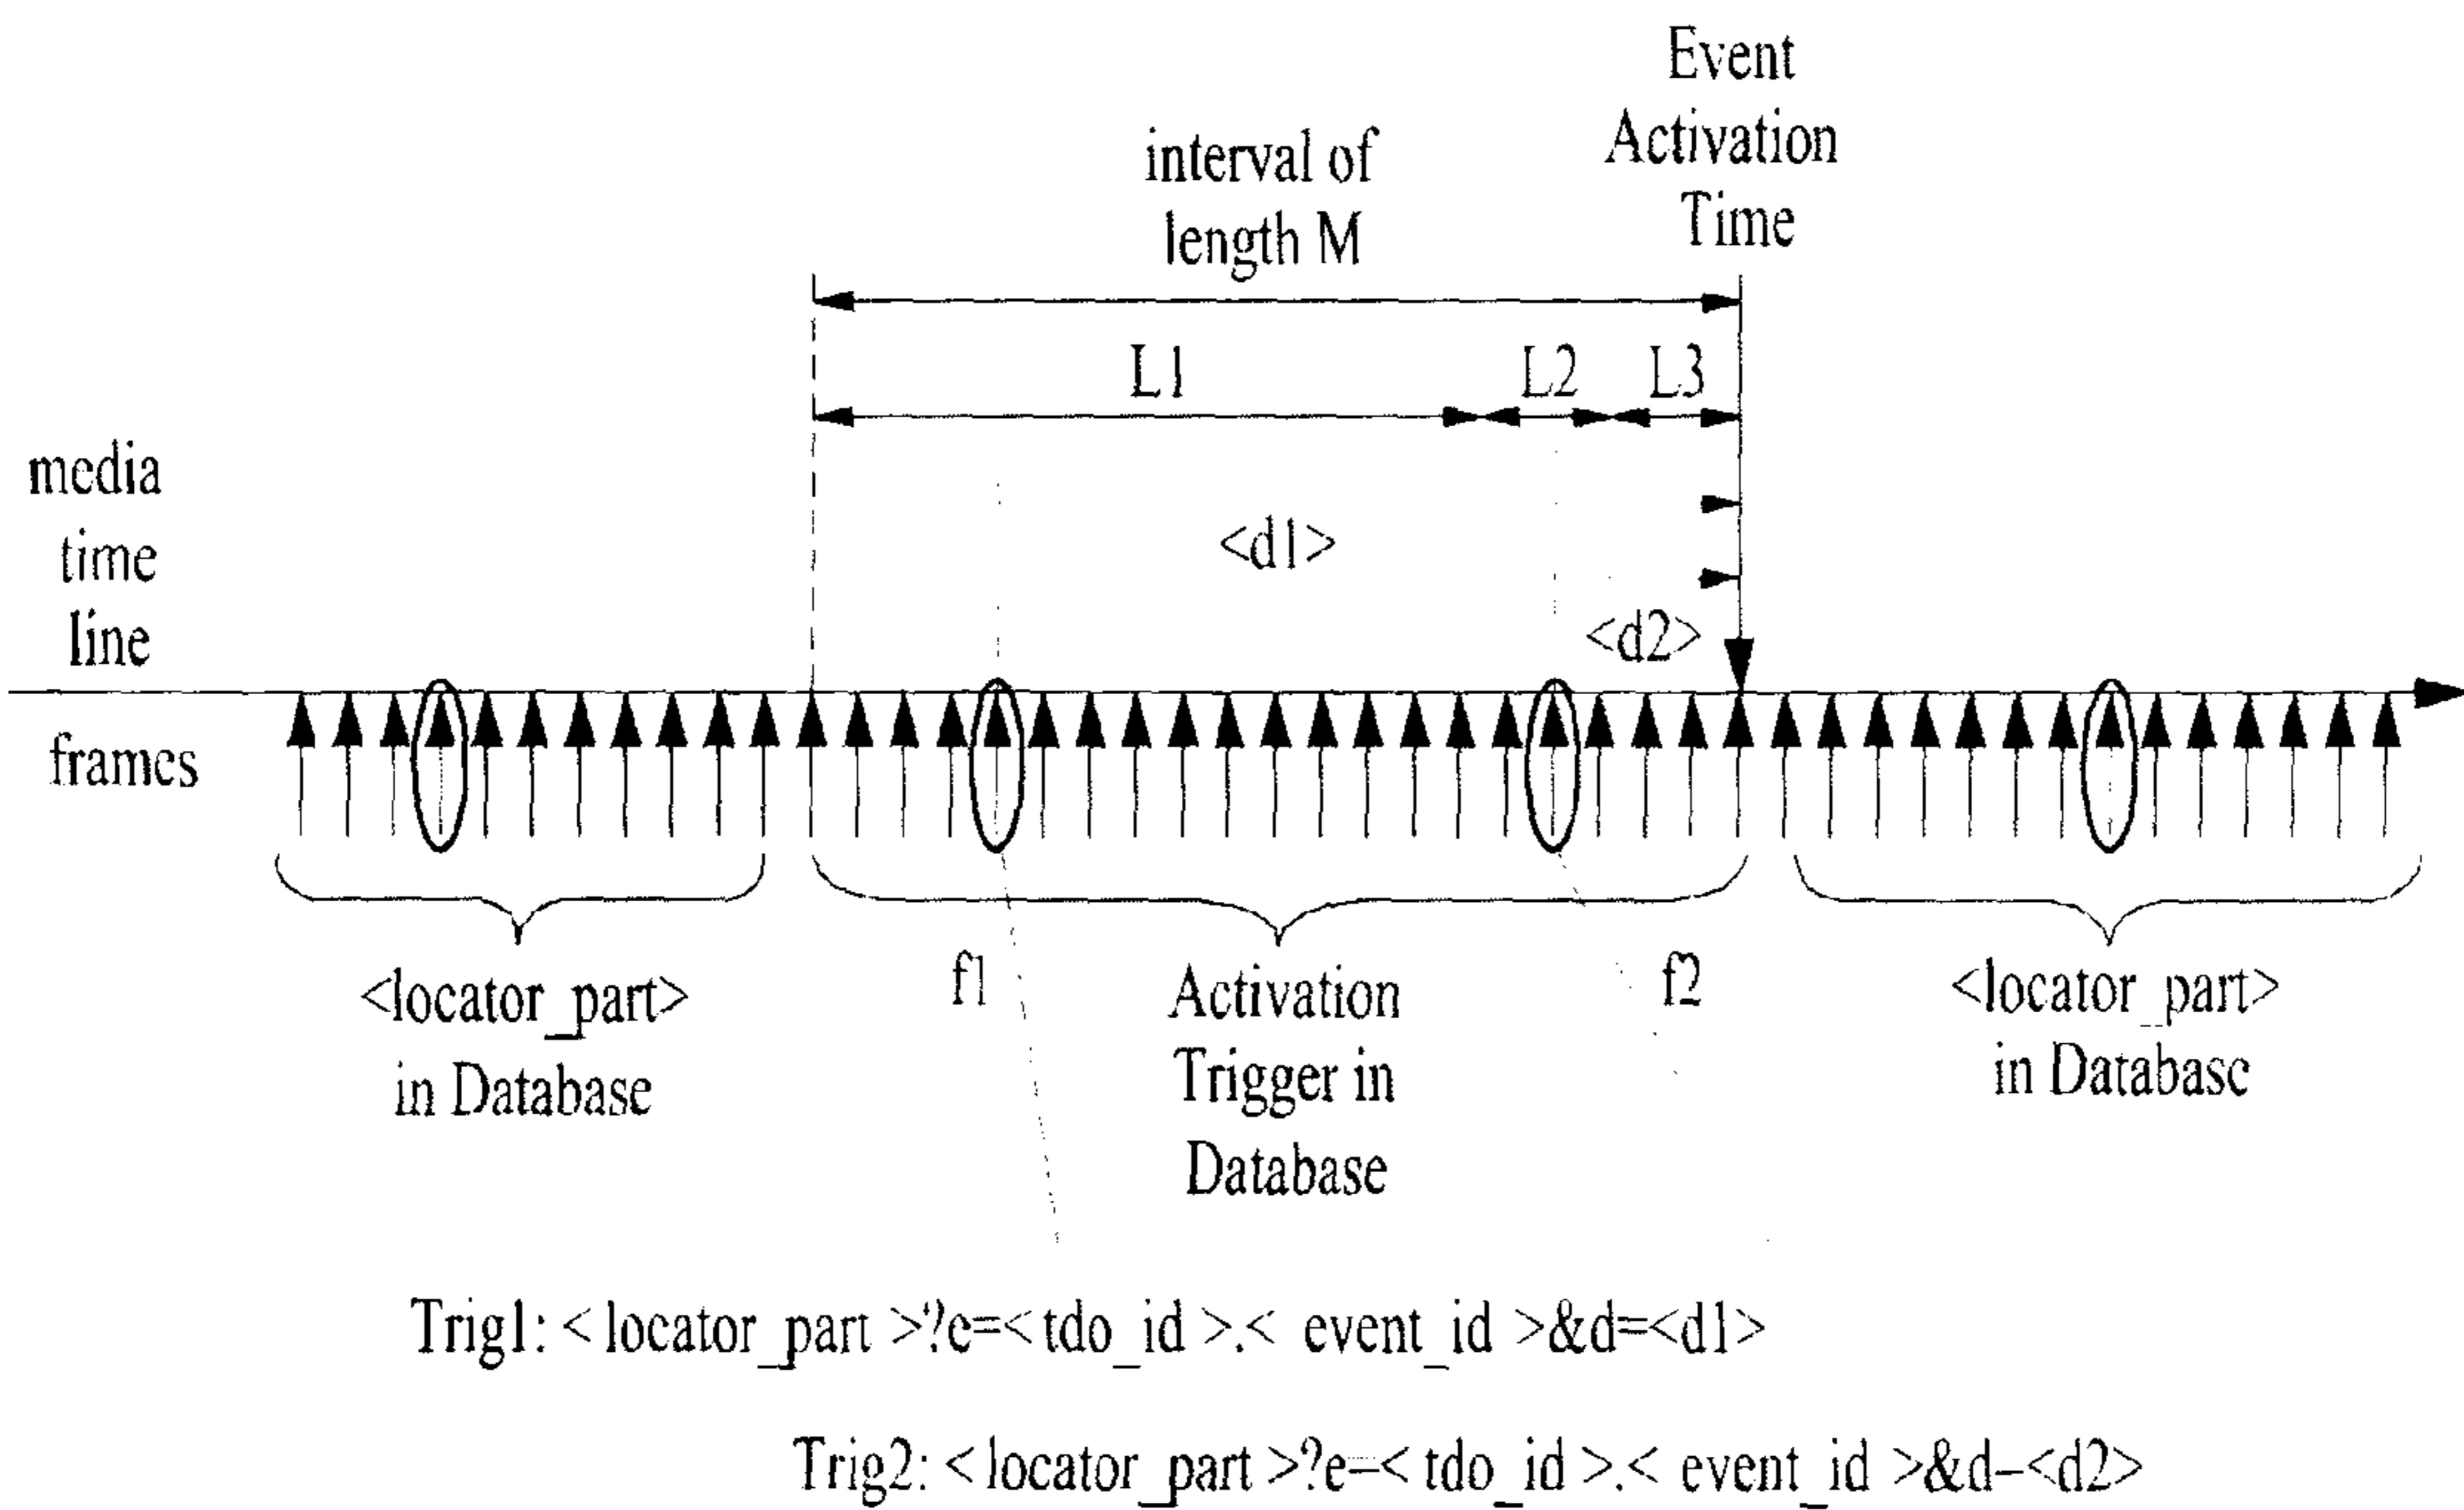 Event
Activation
Time
interval of
length M
L1
L2
L3
media
time
line
<d1>
<d2>
frames
<locator_part>
in Database
f1
Activation
Trigger in
Database
f2
<locator_part>
in Database
Trig1: < locator_part >?e=< tdo_id >.< event_id >&d=<d1>
Trig2: < locator_part >?e=< tdo_id >.< event_id >&d=<d2>